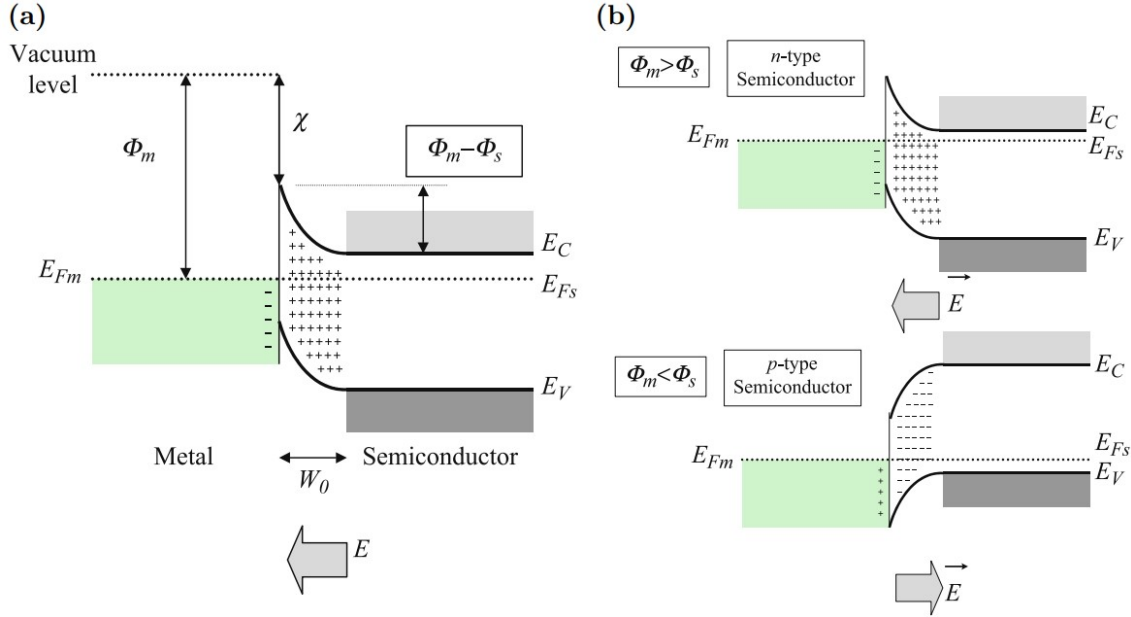 (a)
Vacuum
level
Φm
χ
Φm−Φs
EC
EFm
EFs
EV
Metal
W0
Semiconductor
E
(b)
Φm>Φs
n-type
Semiconductor
EC
EFm
EFs
EV
E
Φm<Φs
p-type
Semiconductor
EC
EFm
EFs
EV
E